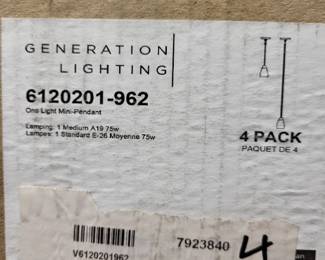 GENERATION
LIGHTING
6120201-962
One Light Mini-Pendant
Lamping: 1 Medium A19 75w
Lampes: 1 Standard E-26 Moyenne 75w
4 PACK
PAQUET DE 4
7923840
4
V6120201962